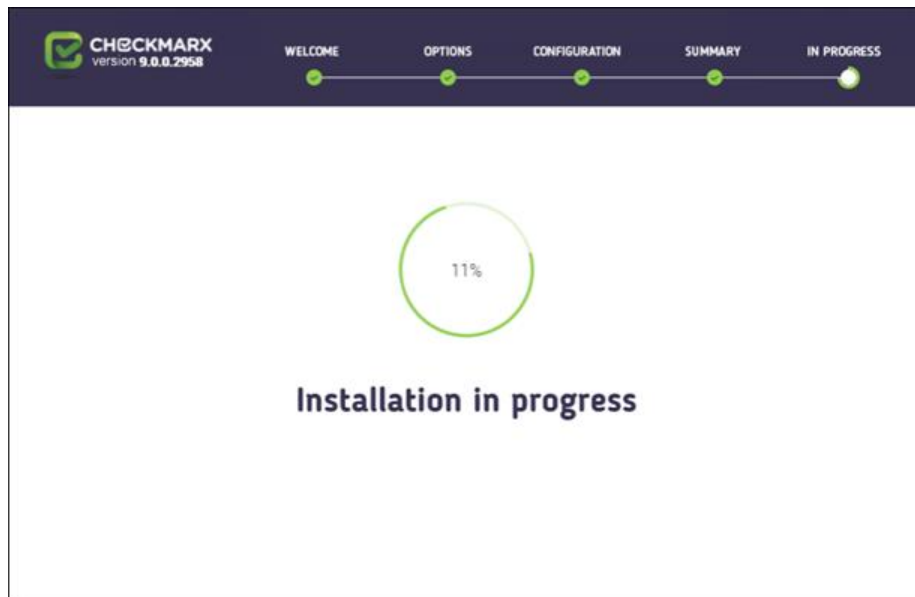 CHECKMARX
version 9.0.0.2958
WELCOME
OPTIONS
CONFIGURATION
SUMMARY
IN PROGRESS
11%
Installation in progress